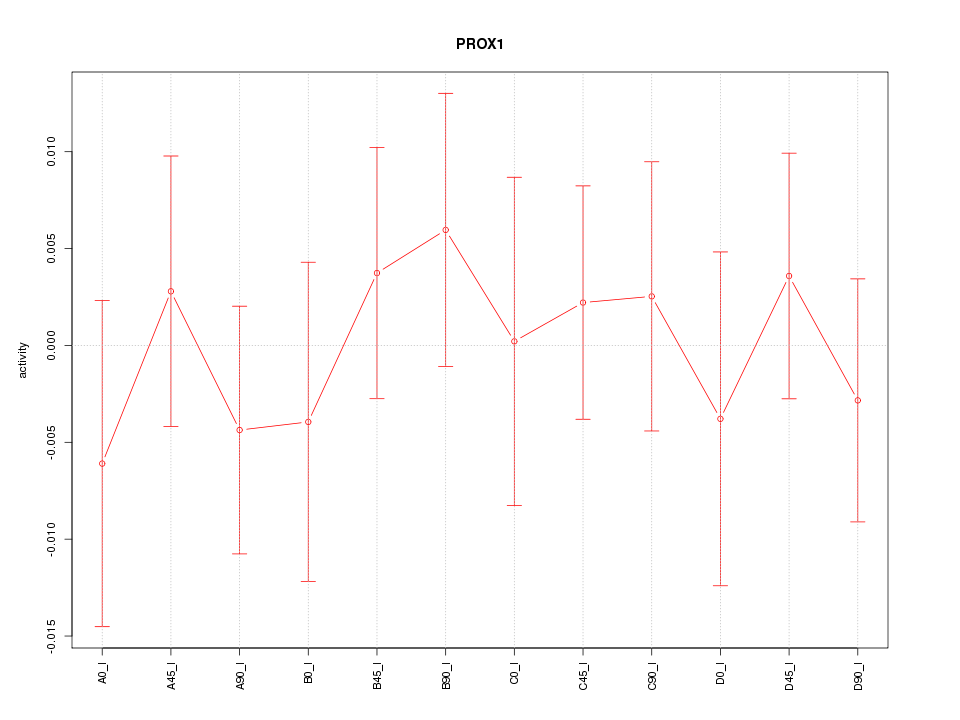 PROX1
activity
0.010
0.005
0.000
-0.005
-0.010
-0.015
A0_I
A45_I
A90_I
B0_I
B45_I
B90_I
C0_I
C45_I
C90_I
D0_I
D45_I
D90_I